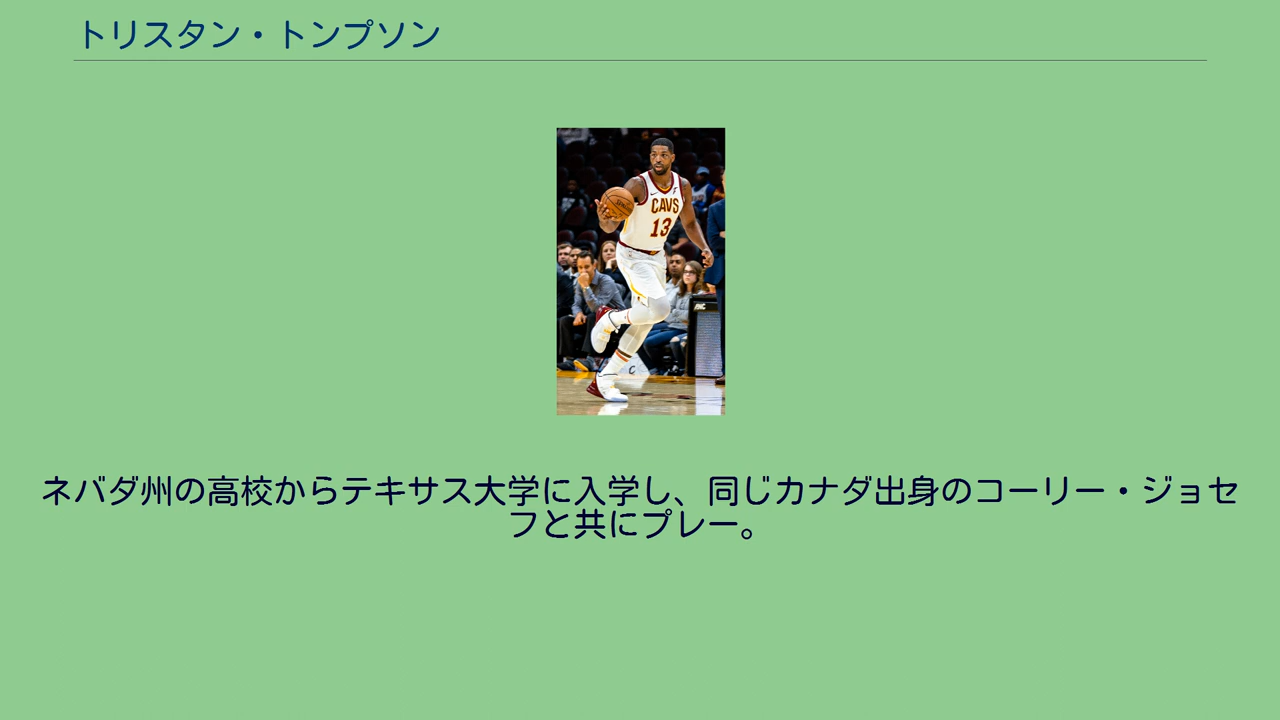 トリスタン・トンプソン
CAVS
13
ネバダ州の高校からテキサス大学に入学し、同じカナダ出身のコーリー・ジョセ
フと共にプレー。